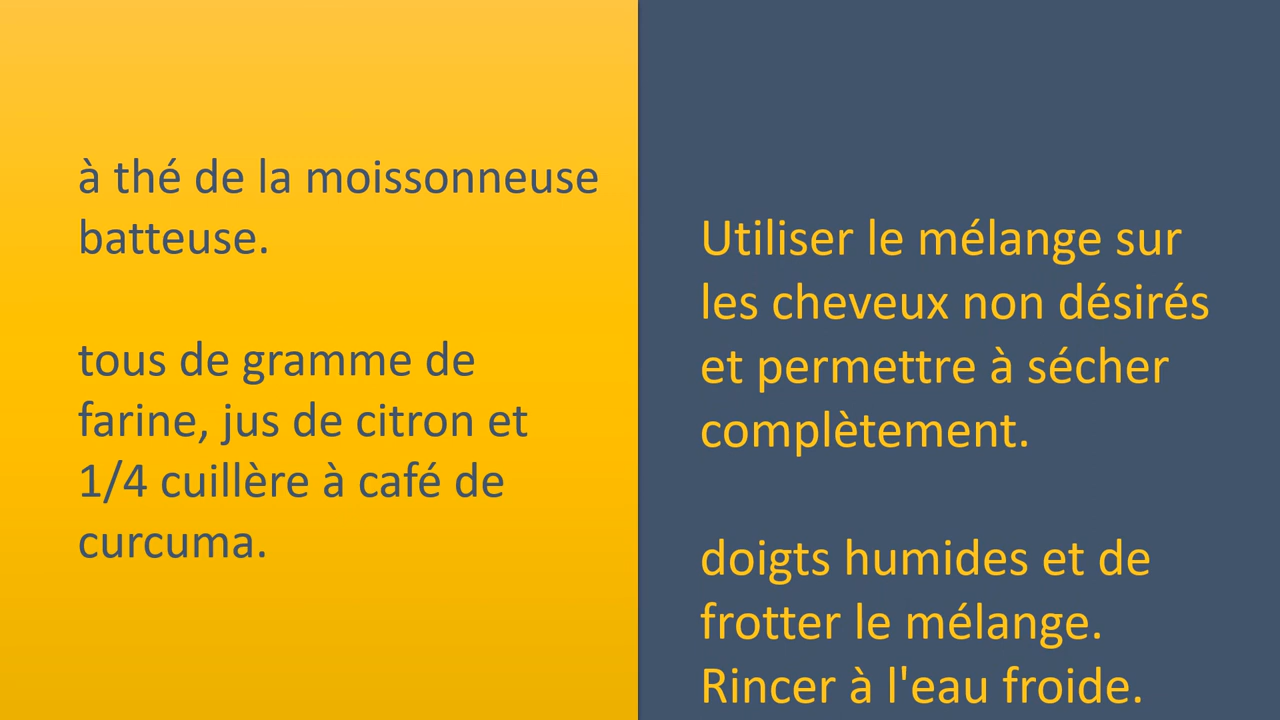 à thé de la moissonneuse
batteuse.
tous de gramme de
farine, jus de citron et
1/4 cuillère à café de
curcuma.
Utiliser le mélange sur
les cheveux non désirés
et permettre à sécher
complètement.
doigts humides et de
frotter le mélange.
Rincer à l'eau froide.